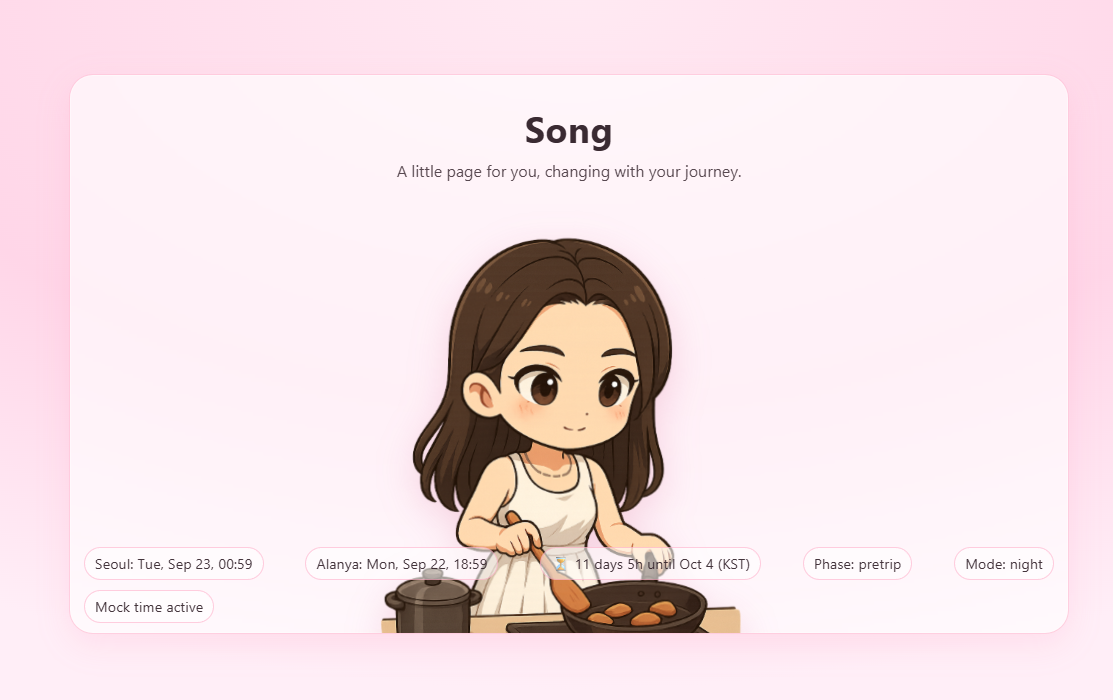 Song
A little page for you, changing with your journey.
Seoul: Tue, Sep 23, 00:59
Alanya: Mon, Sep 22, 18:59
⏳ 11 days 5h until Oct 4 (KST)
Phase: pretrip
Mode: night
Mock time active